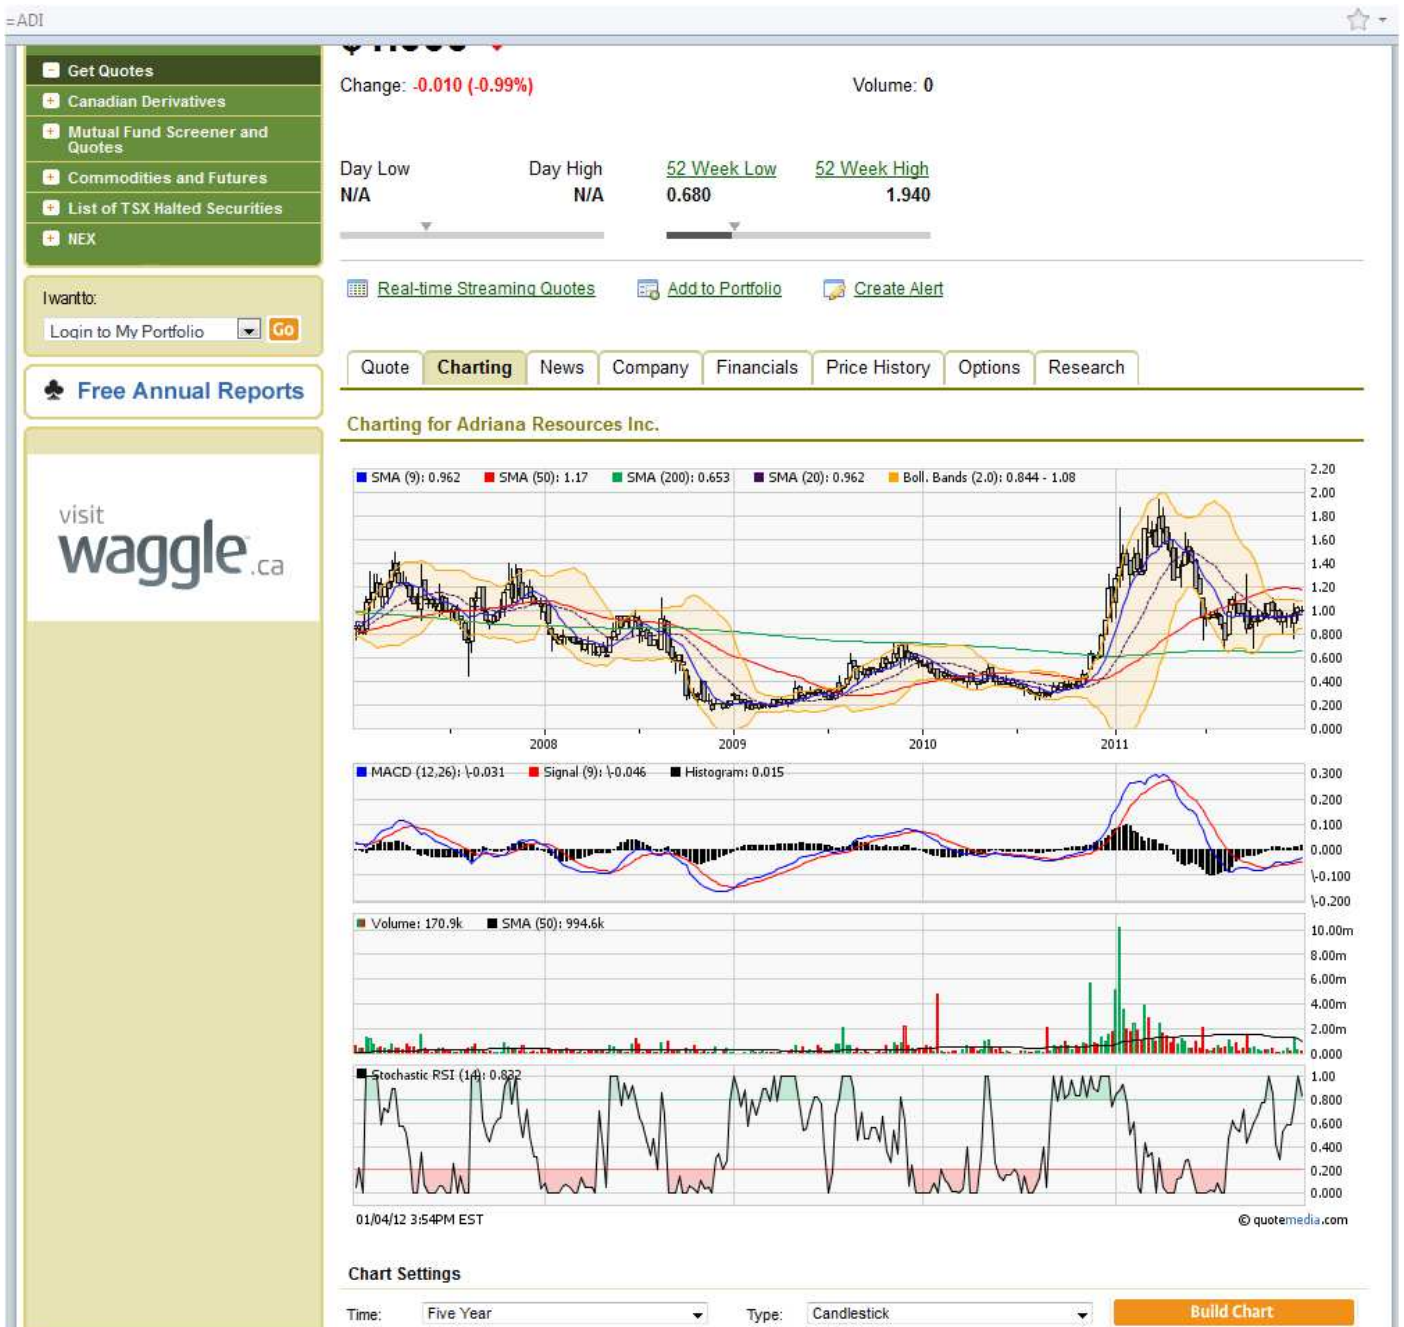 =ADI
Get Quotes
Canadian Derivatives
Mutual Fund Screener and
Quotes
Commodities and Futures
List of TSX Halted Securities
NEX
I want to:
Login to My Portfolio
Go
Free Annual Reports
visit
waggle.ca
Change: -0.010 (-0.99%) Volume: 0
Day Low Day High 52 Week Low 52 Week High
N/A N/A 0.680 1.940
Real-time Streaming Quotes Add to Portfolio Create Alert
Quote Charting News Company Financials Price History Options Research
Charting for Adriana Resources Inc.
SMA (9): 0.962 SMA (50): 1.17 SMA (200): 0.653 SMA (20): 0.962 Boll. Bands (2.0): 0.844 - 1.08
2.20
2.00
1.80
1.60
1.40
1.20
1.00
0.800
0.600
0.400
0.200
0.000
2008 2009 2010 2011
MACD (12,26): \-0.031 Signal (9): \-0.046 Histogram: 0.015
0.300
0.200
0.100
0.000
\-0.100
\-0.200
Volume: 170.9k SMA (50): 994.6k
10.00m
8.00m
6.00m
4.00m
2.00m
0.000
Stochastic RSI (14): 0.832
1.00
0.800
0.600
0.400
0.200
0.000
01/04/12 3:54PM EST © quotemedia.com
Chart Settings
Time: Five Year Type: Candlestick Build Chart